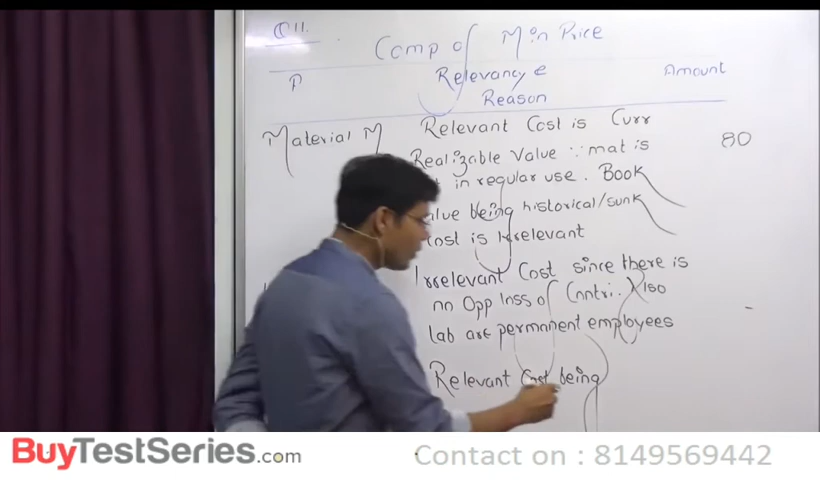 Q 11.
Comp of Min Price
P
Relevancy e
Reason
Amount
Material M
Relevant Cost is Curr
Realizable Value ∵ mat is
in regular use. Book
80
Value being historical/sunk
Cost is Irrelevant
Irrelevant Cost since there is
no Opp loss of Contri.. Also
lab are permanent employees
-
Relevant Cost being
BuyTestSeries.com
Contact on : 8149569442